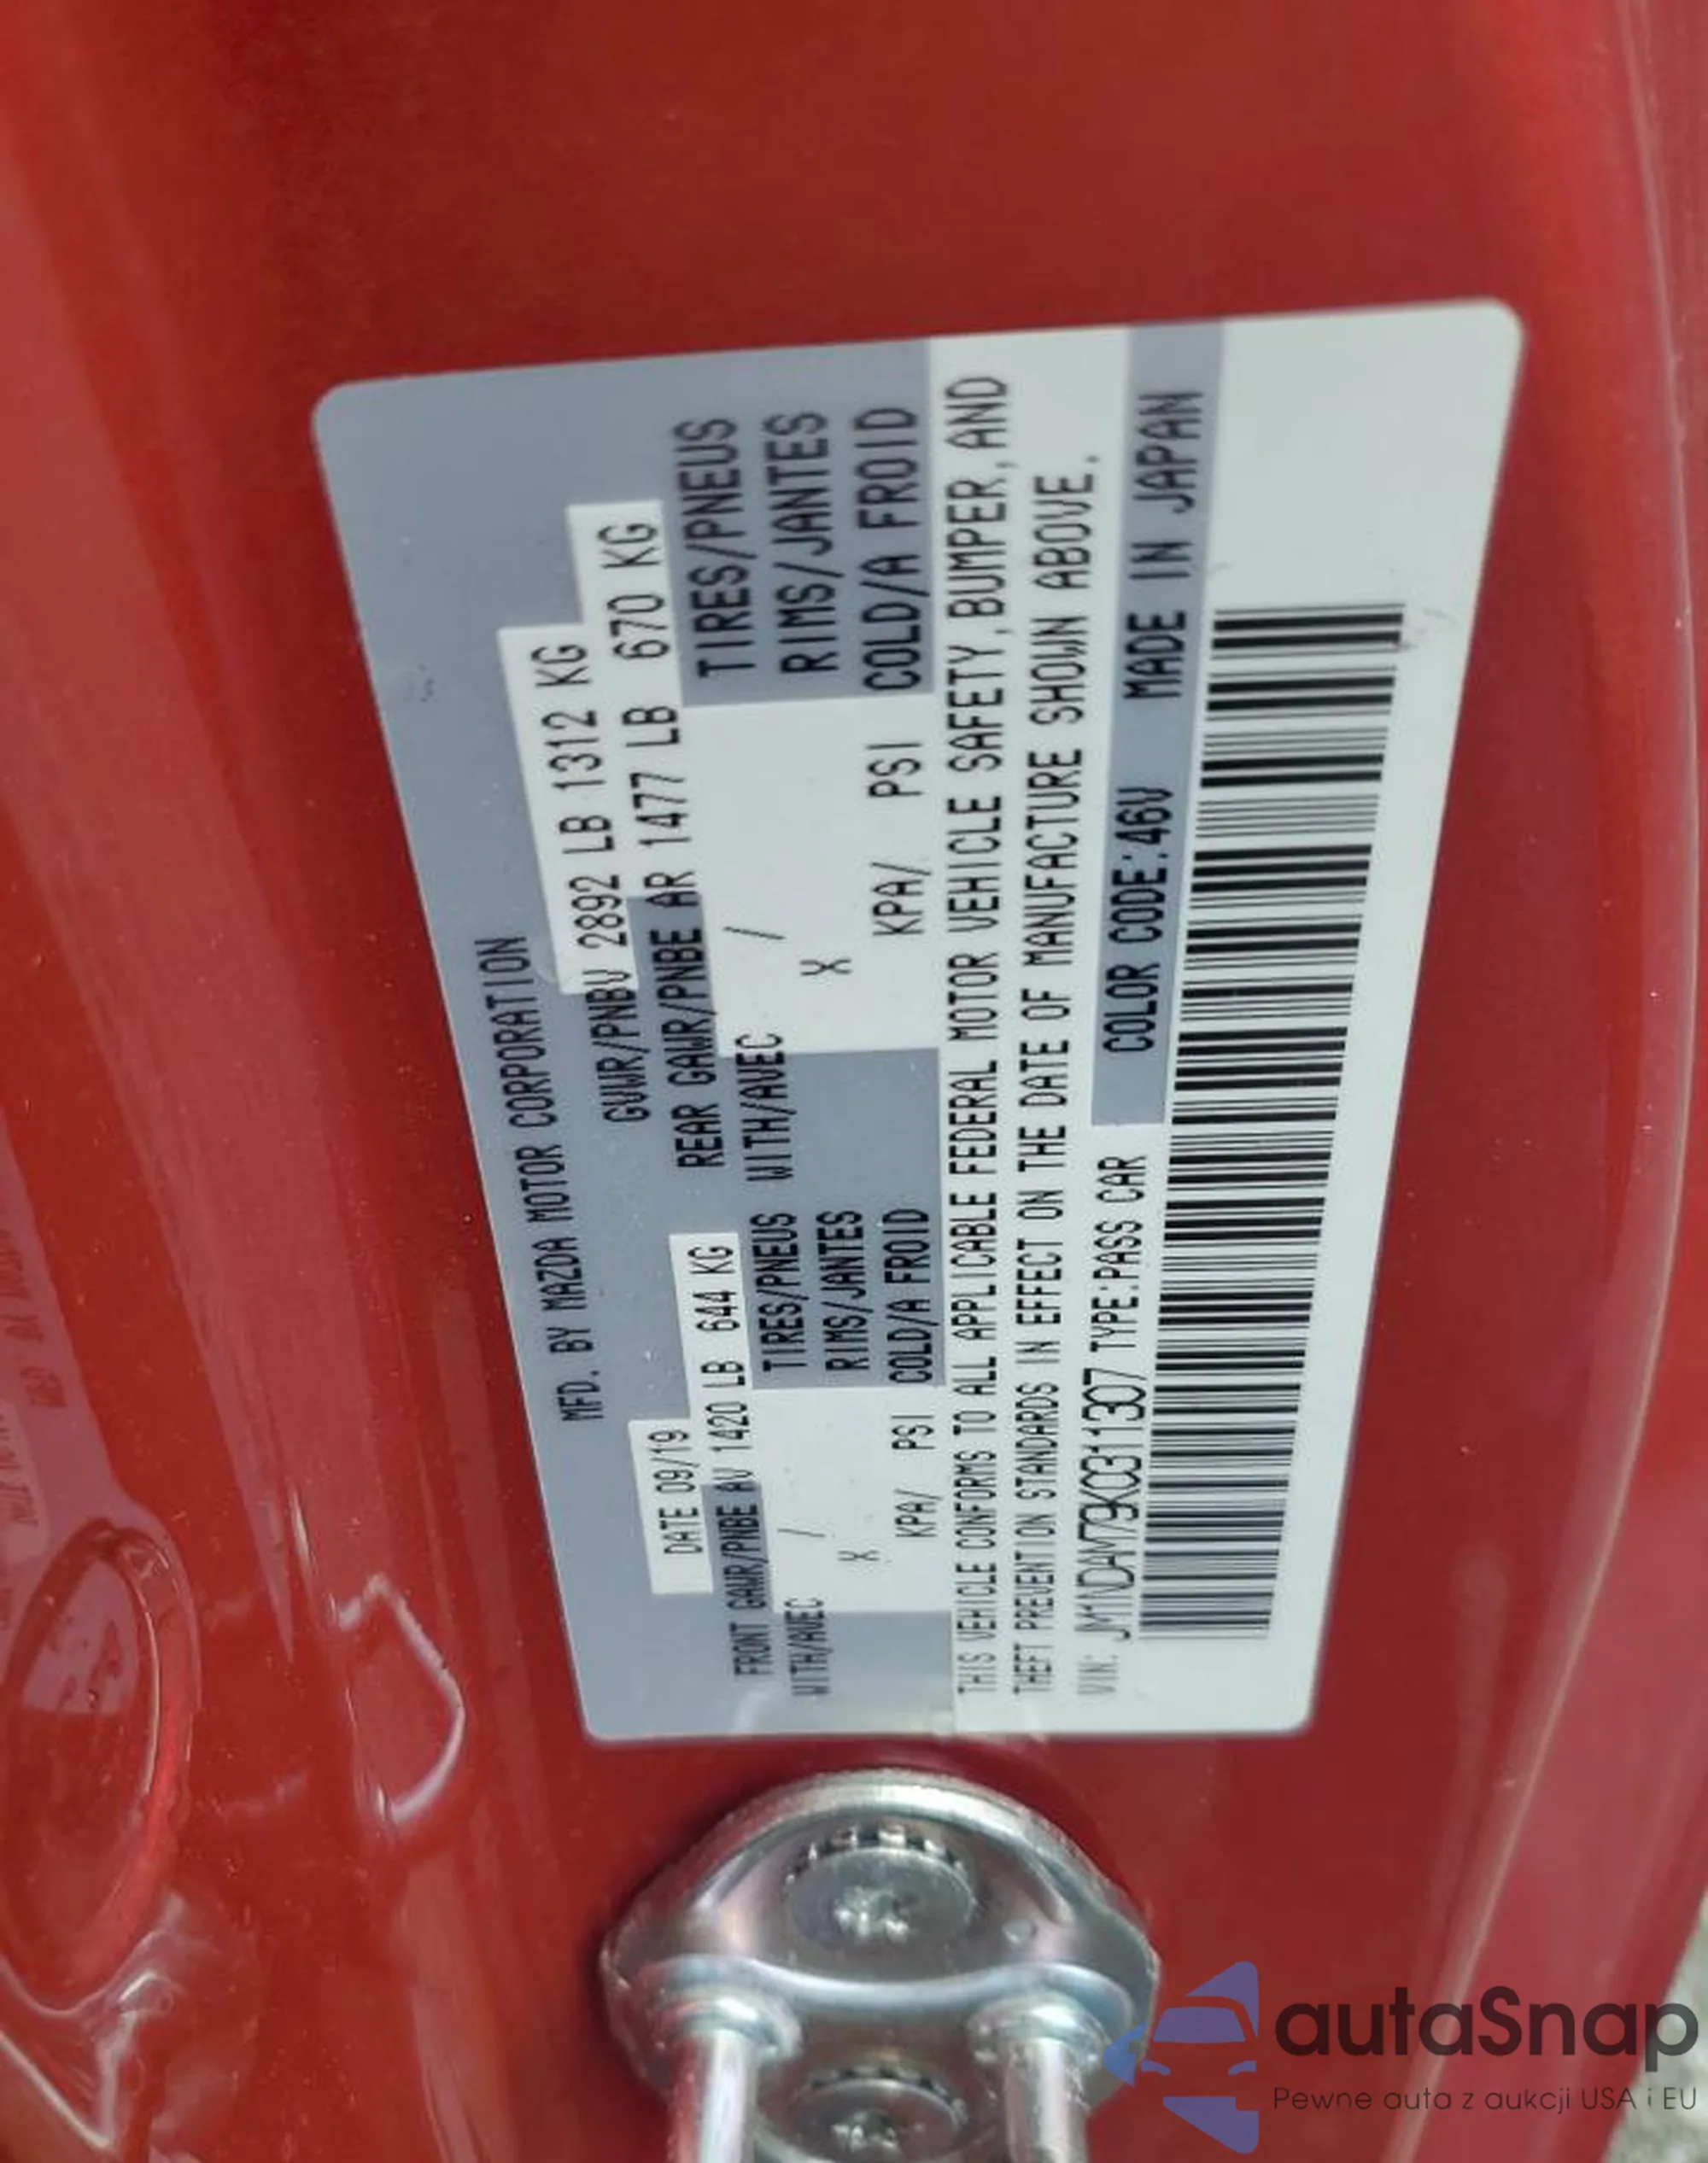 MFD. BY MAZDA MOTOR CORPORATION
DATE 09/19 GVWR/PNBV 2892 LB 1312 KG
FRONT GAWR/PNBE AV 1420 LB 644 KG REAR GAWR/PNBE AR 1477 LB 670 KG
WITH/AVEC / TIRES/PNEUS WITH/AVEC / TIRES/PNEUS
X RIMS/JANTES X RIMS/JANTES
KPA/ PSI COLD/A FROID KPA/ PSI COLD/A FROID
THIS VEHICLE CONFORMS TO ALL APPLICABLE FEDERAL MOTOR VEHICLE SAFETY, BUMPER, AND
THEFT PREVENTION STANDARDS IN EFFECT ON THE DATE OF MANUFACTURE SHOWN ABOVE.
VIN: JM1NDAM79K0311307 TYPE:PASS CAR COLOR CODE:46V MADE IN JAPAN
autaSnap
Pewne auta z aukcji USA i EU